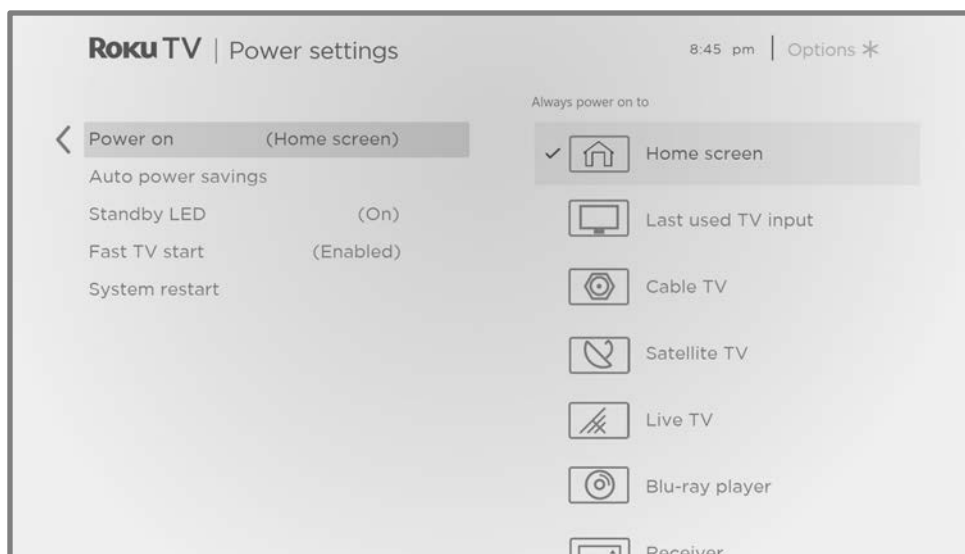 Roku TV | Power settings
8:45 pm | Options *
Always power on to
Power on (Home screen)
Auto power savings
Standby LED (On)
Fast TV start (Enabled)
System restart
Home screen
Last used TV input
Cable TV
Satellite TV
Live TV
Blu-ray player
Receiver